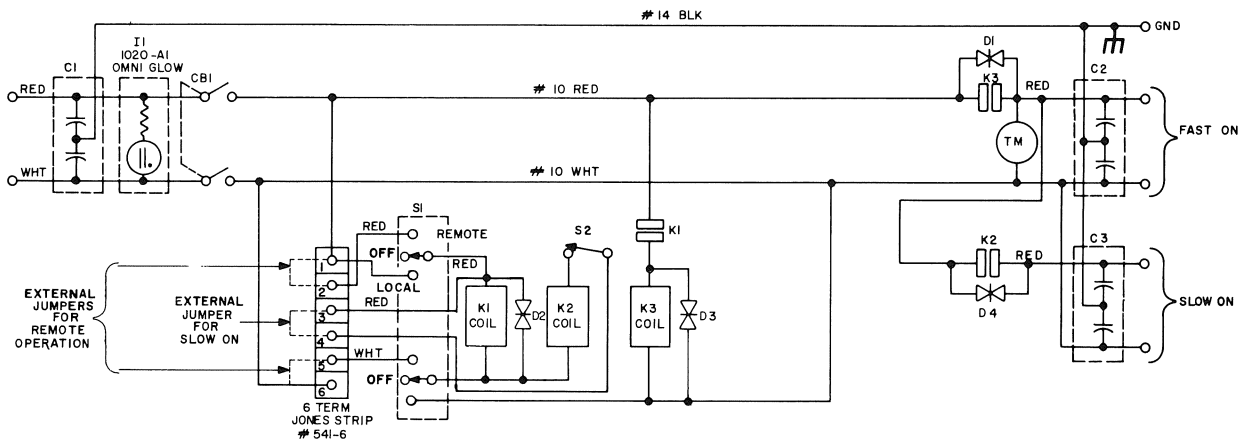 # 14 BLK
GND
I1
1020-A1
OMNI GLOW
C1
CB1
RED
# 10 RED
D1
K3
RED
C2
TM
FAST ON
WHT
# 10 WHT
S1
RED
REMOTE
S2
K1
K2
RED
C3
OFF
RED
1
LOCAL
2
D4
SLOW ON
EXTERNAL
JUMPERS
FOR
REMOTE
OPERATION
EXTERNAL
JUMPER
FOR
SLOW ON
RED
3
K1
COIL
D2
K2
COIL
K3
COIL
D3
4
WHT
5
OFF
6
6 TERM
JONES STRIP
# 541-6